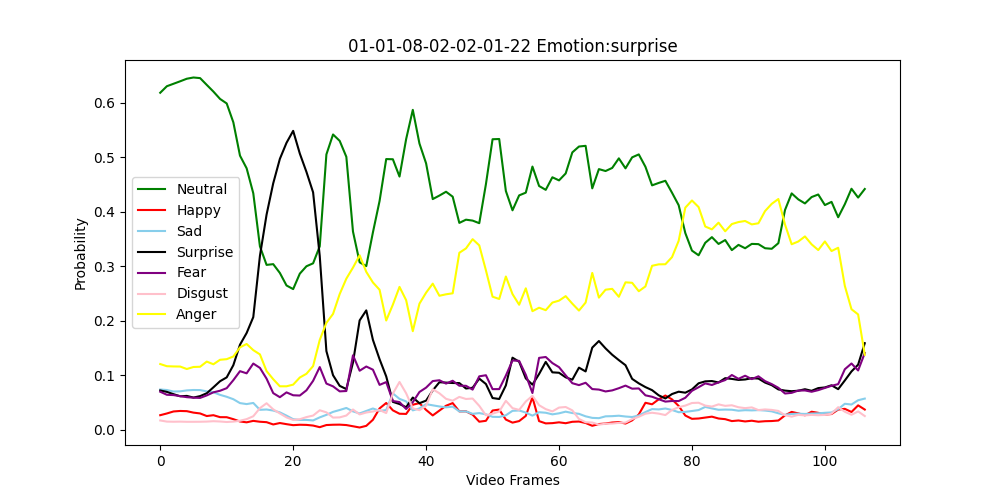 01-01-08-02-02-01-22 Emotion:surprise
Probability
0.6
0.5
0.4
0.3
0.2
0.1
0.0
Neutral
Happy
Sad
Surprise
Fear
Disgust
Anger
0 20 40 60 80 100
Video Frames